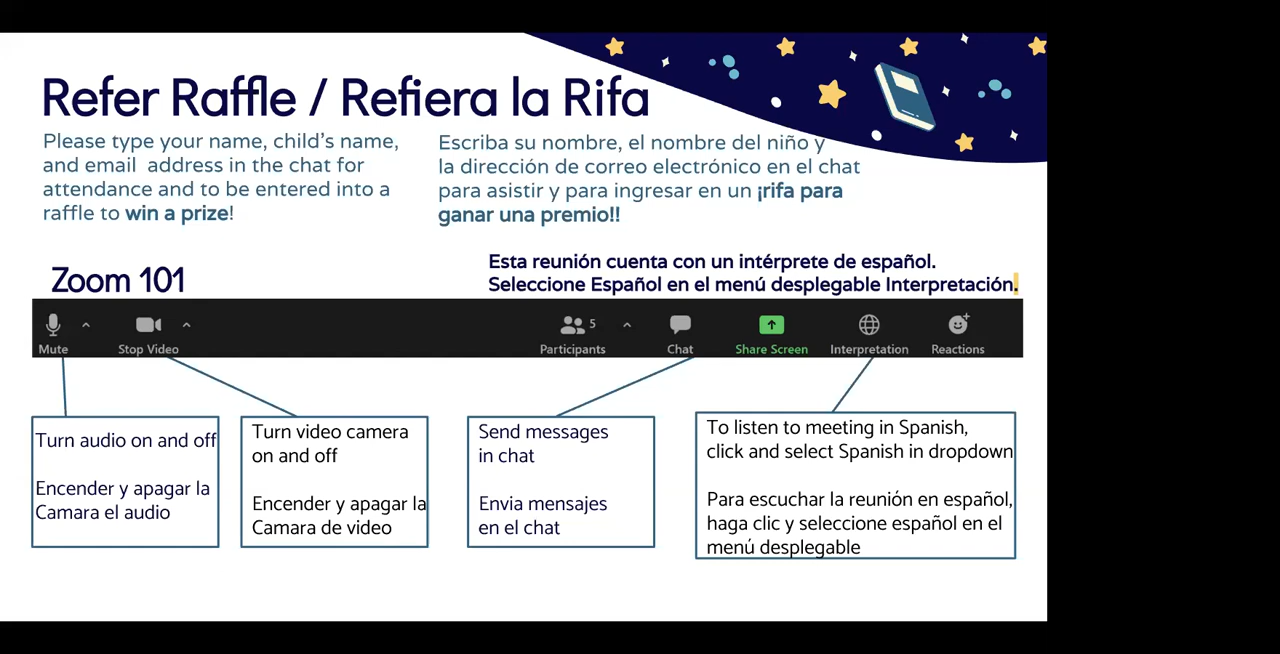 Refer Raffle / Refiera la Rifa
Please type your name, child's name,
and email address in the chat for
attendance and to be entered into a
raffle to win a prize!
Escriba su nombre, el nombre del niño y
la dirección de correo electrónico en el chat
para asistir y para ingresar en un ¡rifa para
ganar una premio!!
Zoom 101
Esta reunión cuenta con un intérprete de español.
Seleccione Español en el menú desplegable Interpretación.
Mute
Stop Video
5
Participants
Chat
Share Screen
Interpretation
Reactions
Turn audio on and off
Encender y apagar la
Camara el audio
Turn video camera
on and off
Encender y apagar la
Camara de video
Send messages
in chat
Envia mensajes
en el chat
To listen to meeting in Spanish,
click and select Spanish in dropdown
Para escuchar la reunión en español,
haga clic y seleccione español en el
menú desplegable